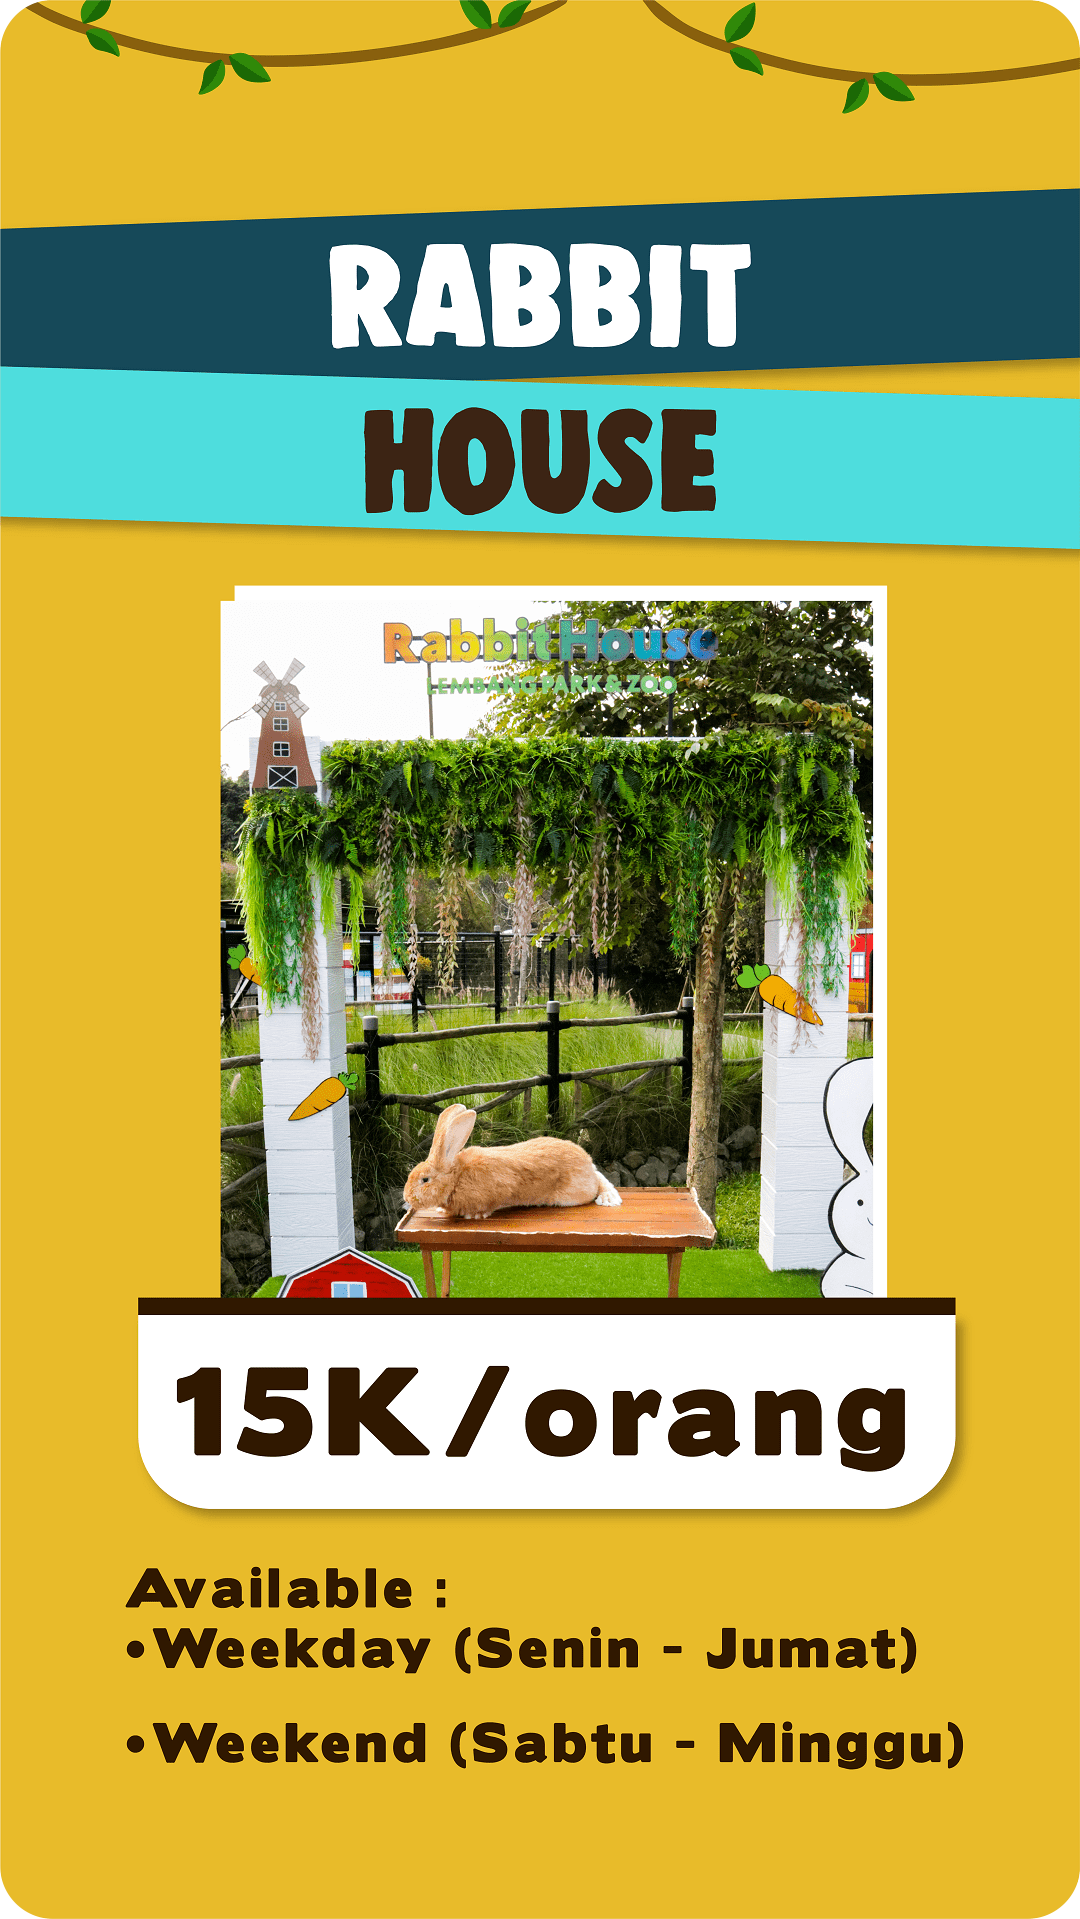 RABBIT
HOUSE
Rabbit House
LEMBANG PARK & ZOO
15K/orang
Available :
•Weekday (Senin - Jumat)
•Weekend (Sabtu - Minggu)